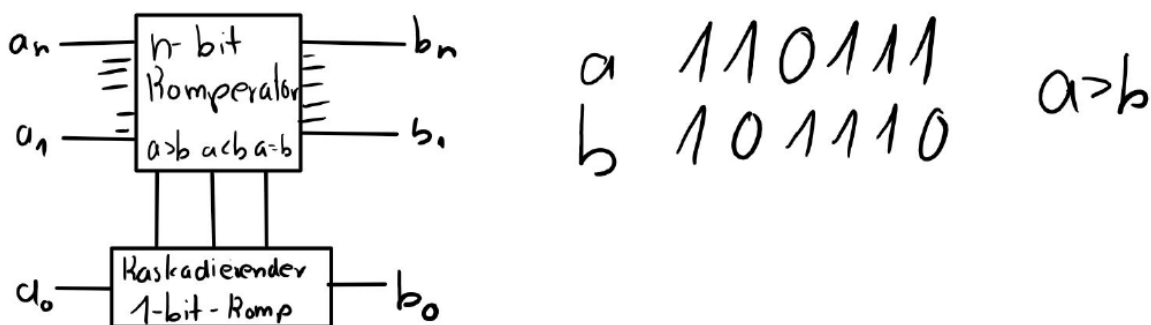 aₙ n-bit bₙ
Komperator
a₁ b₁
a>b a<b a=b
a₀ Kaskadierender b₀
1-bit-Komp
a 110111
b 101110
a>b